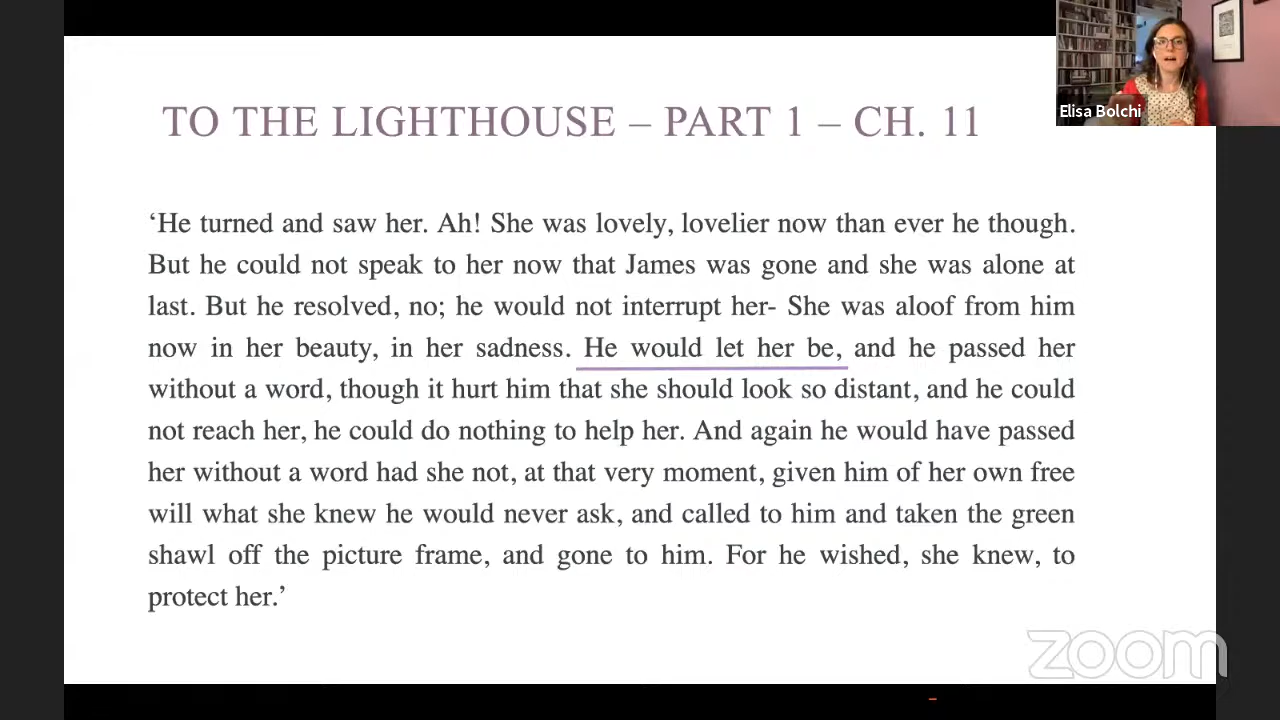 Elisa Bolchi
TO THE LIGHTHOUSE – PART 1 – CH. 11
‘He turned and saw her. Ah! She was lovely, lovelier now than ever he though.
But he could not speak to her now that James was gone and she was alone at
last. But he resolved, no; he would not interrupt her- She was aloof from him
now in her beauty, in her sadness. He would let her be, and he passed her
without a word, though it hurt him that she should look so distant, and he could
not reach her, he could do nothing to help her. And again he would have passed
her without a word had she not, at that very moment, given him of her own free
will what she knew he would never ask, and called to him and taken the green
shawl off the picture frame, and gone to him. For he wished, she knew, to
protect her.’
zoom